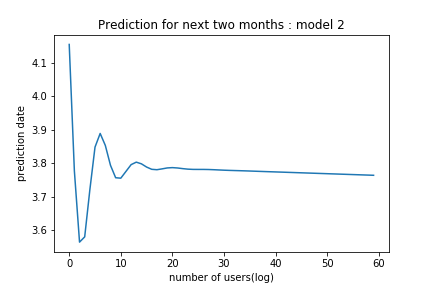 Prediction for next two months : model 2
4.1
4.0
3.9
3.8
3.7
3.6
prediction date
0 10 20 30 40 50 60
number of users(log)